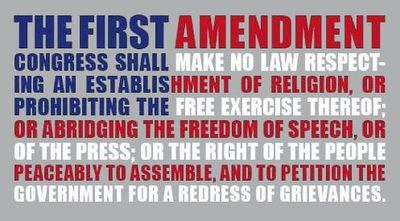 THE FIRST AMENDMENT
CONGRESS SHALL MAKE NO LAW RESPECT-
ING AN ESTABLISHMENT OF RELIGION, OR
PROHIBITING THE FREE EXERCISE THEREOF;
OR ABRIDGING THE FREEDOM OF SPEECH, OR
OF THE PRESS; OR THE RIGHT OF THE PEOPLE
PEACEABLY TO ASSEMBLE, AND TO PETITION THE
GOVERNMENT FOR A REDRESS OF GRIEVANCES.